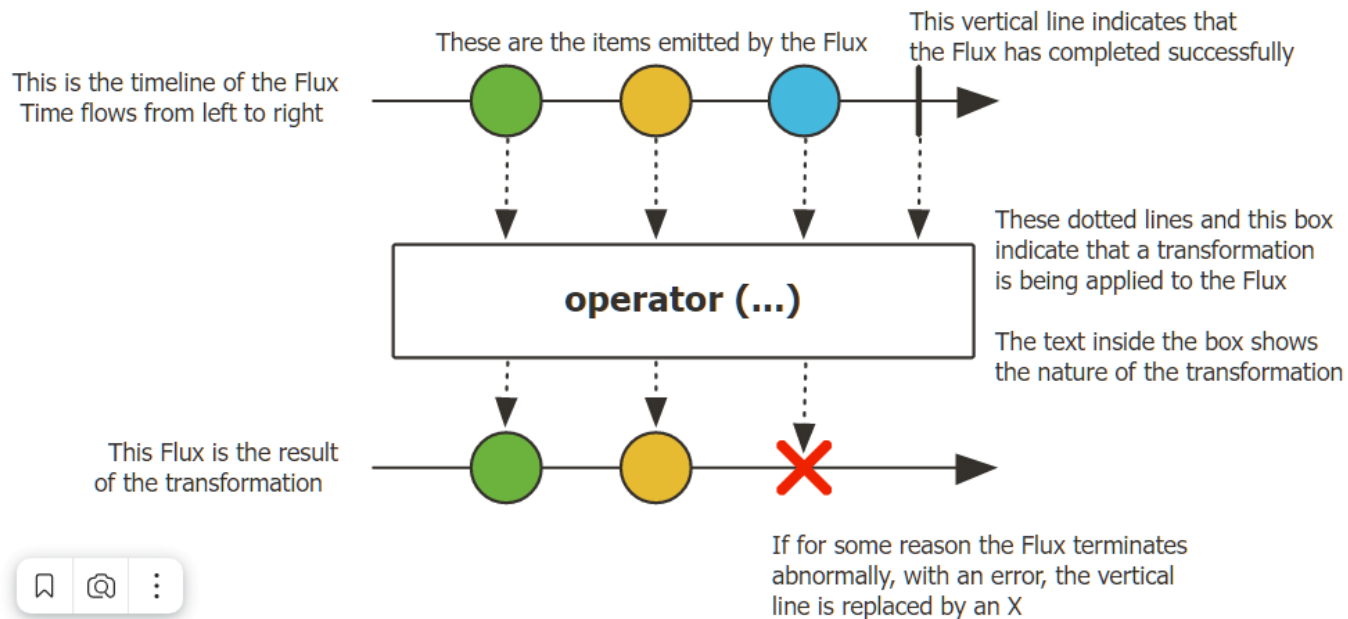 These are the items emitted by the Flux
This vertical line indicates that
the Flux has completed successfully
This is the timeline of the Flux
Time flows from left to right
These dotted lines and this box
indicate that a transformation
is being applied to the Flux
operator (...)
The text inside the box shows
the nature of the transformation
This Flux is the result
of the transformation
If for some reason the Flux terminates
abnormally, with an error, the vertical
line is replaced by an X